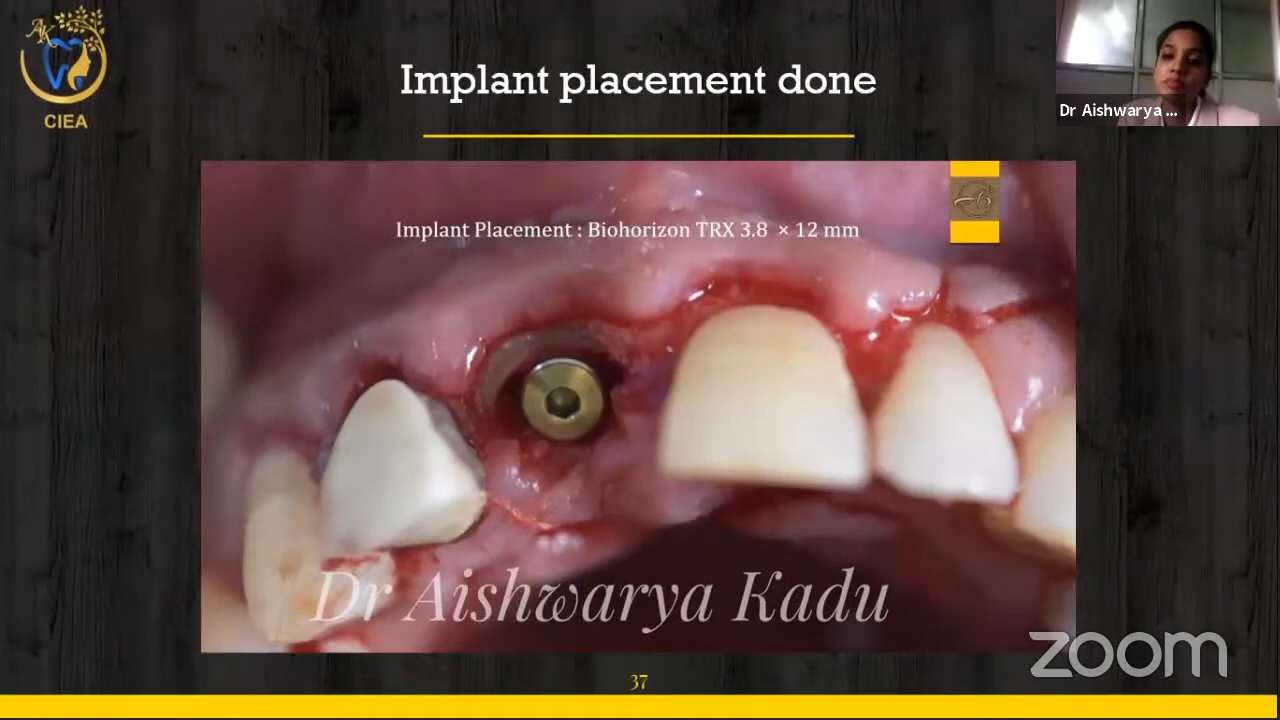 AK
CIEA
Implant placement done
Dr Aishwarya ...
Implant Placement : Biohorizon TRX 3.8 × 12 mm
Dr Aishwarya Kadu
zoom
37